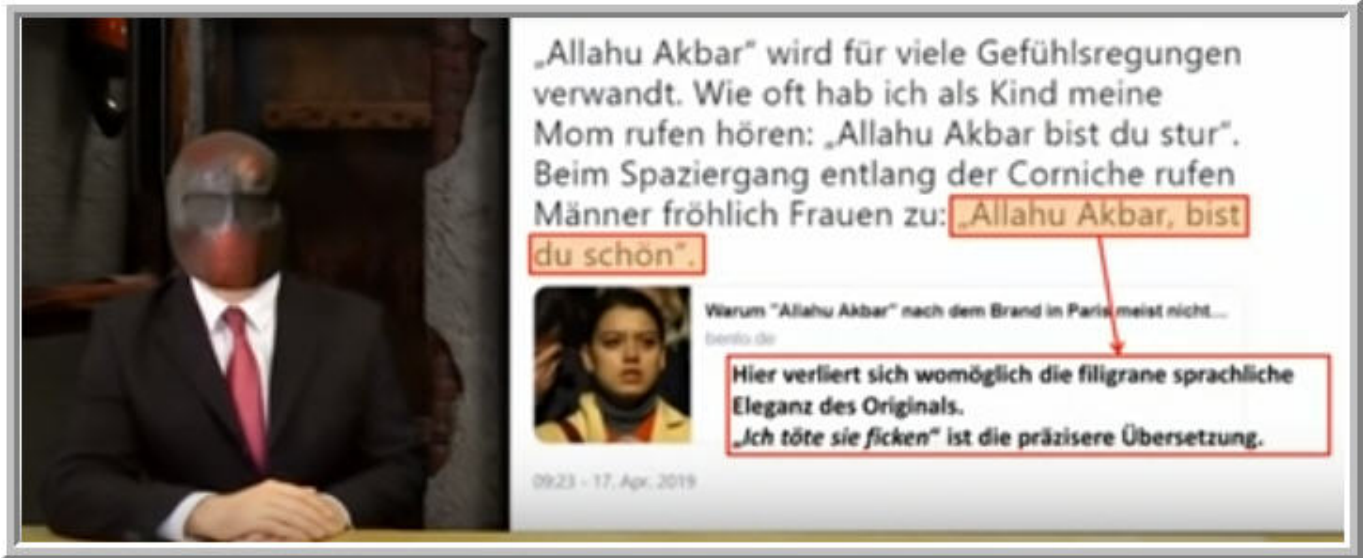 „Allahu Akbar“ wird für viele Gefühlsregungen
verwandt. Wie oft hab ich als Kind meine
Mom rufen hören: „Allahu Akbar bist du stur“.
Beim Spaziergang entlang der Corniche rufen
Männer fröhlich Frauen zu: „Allahu Akbar, bist
du schön“.
Warum "Allahu Akbar" nach dem Brand in Paris meist nicht...
bento.de
Hier verliert sich womöglich die filigrane sprachliche
Eleganz des Originals.
„Ich töte sie ficken“ ist die präzisere Übersetzung.
09:23 - 17. Apr. 2019